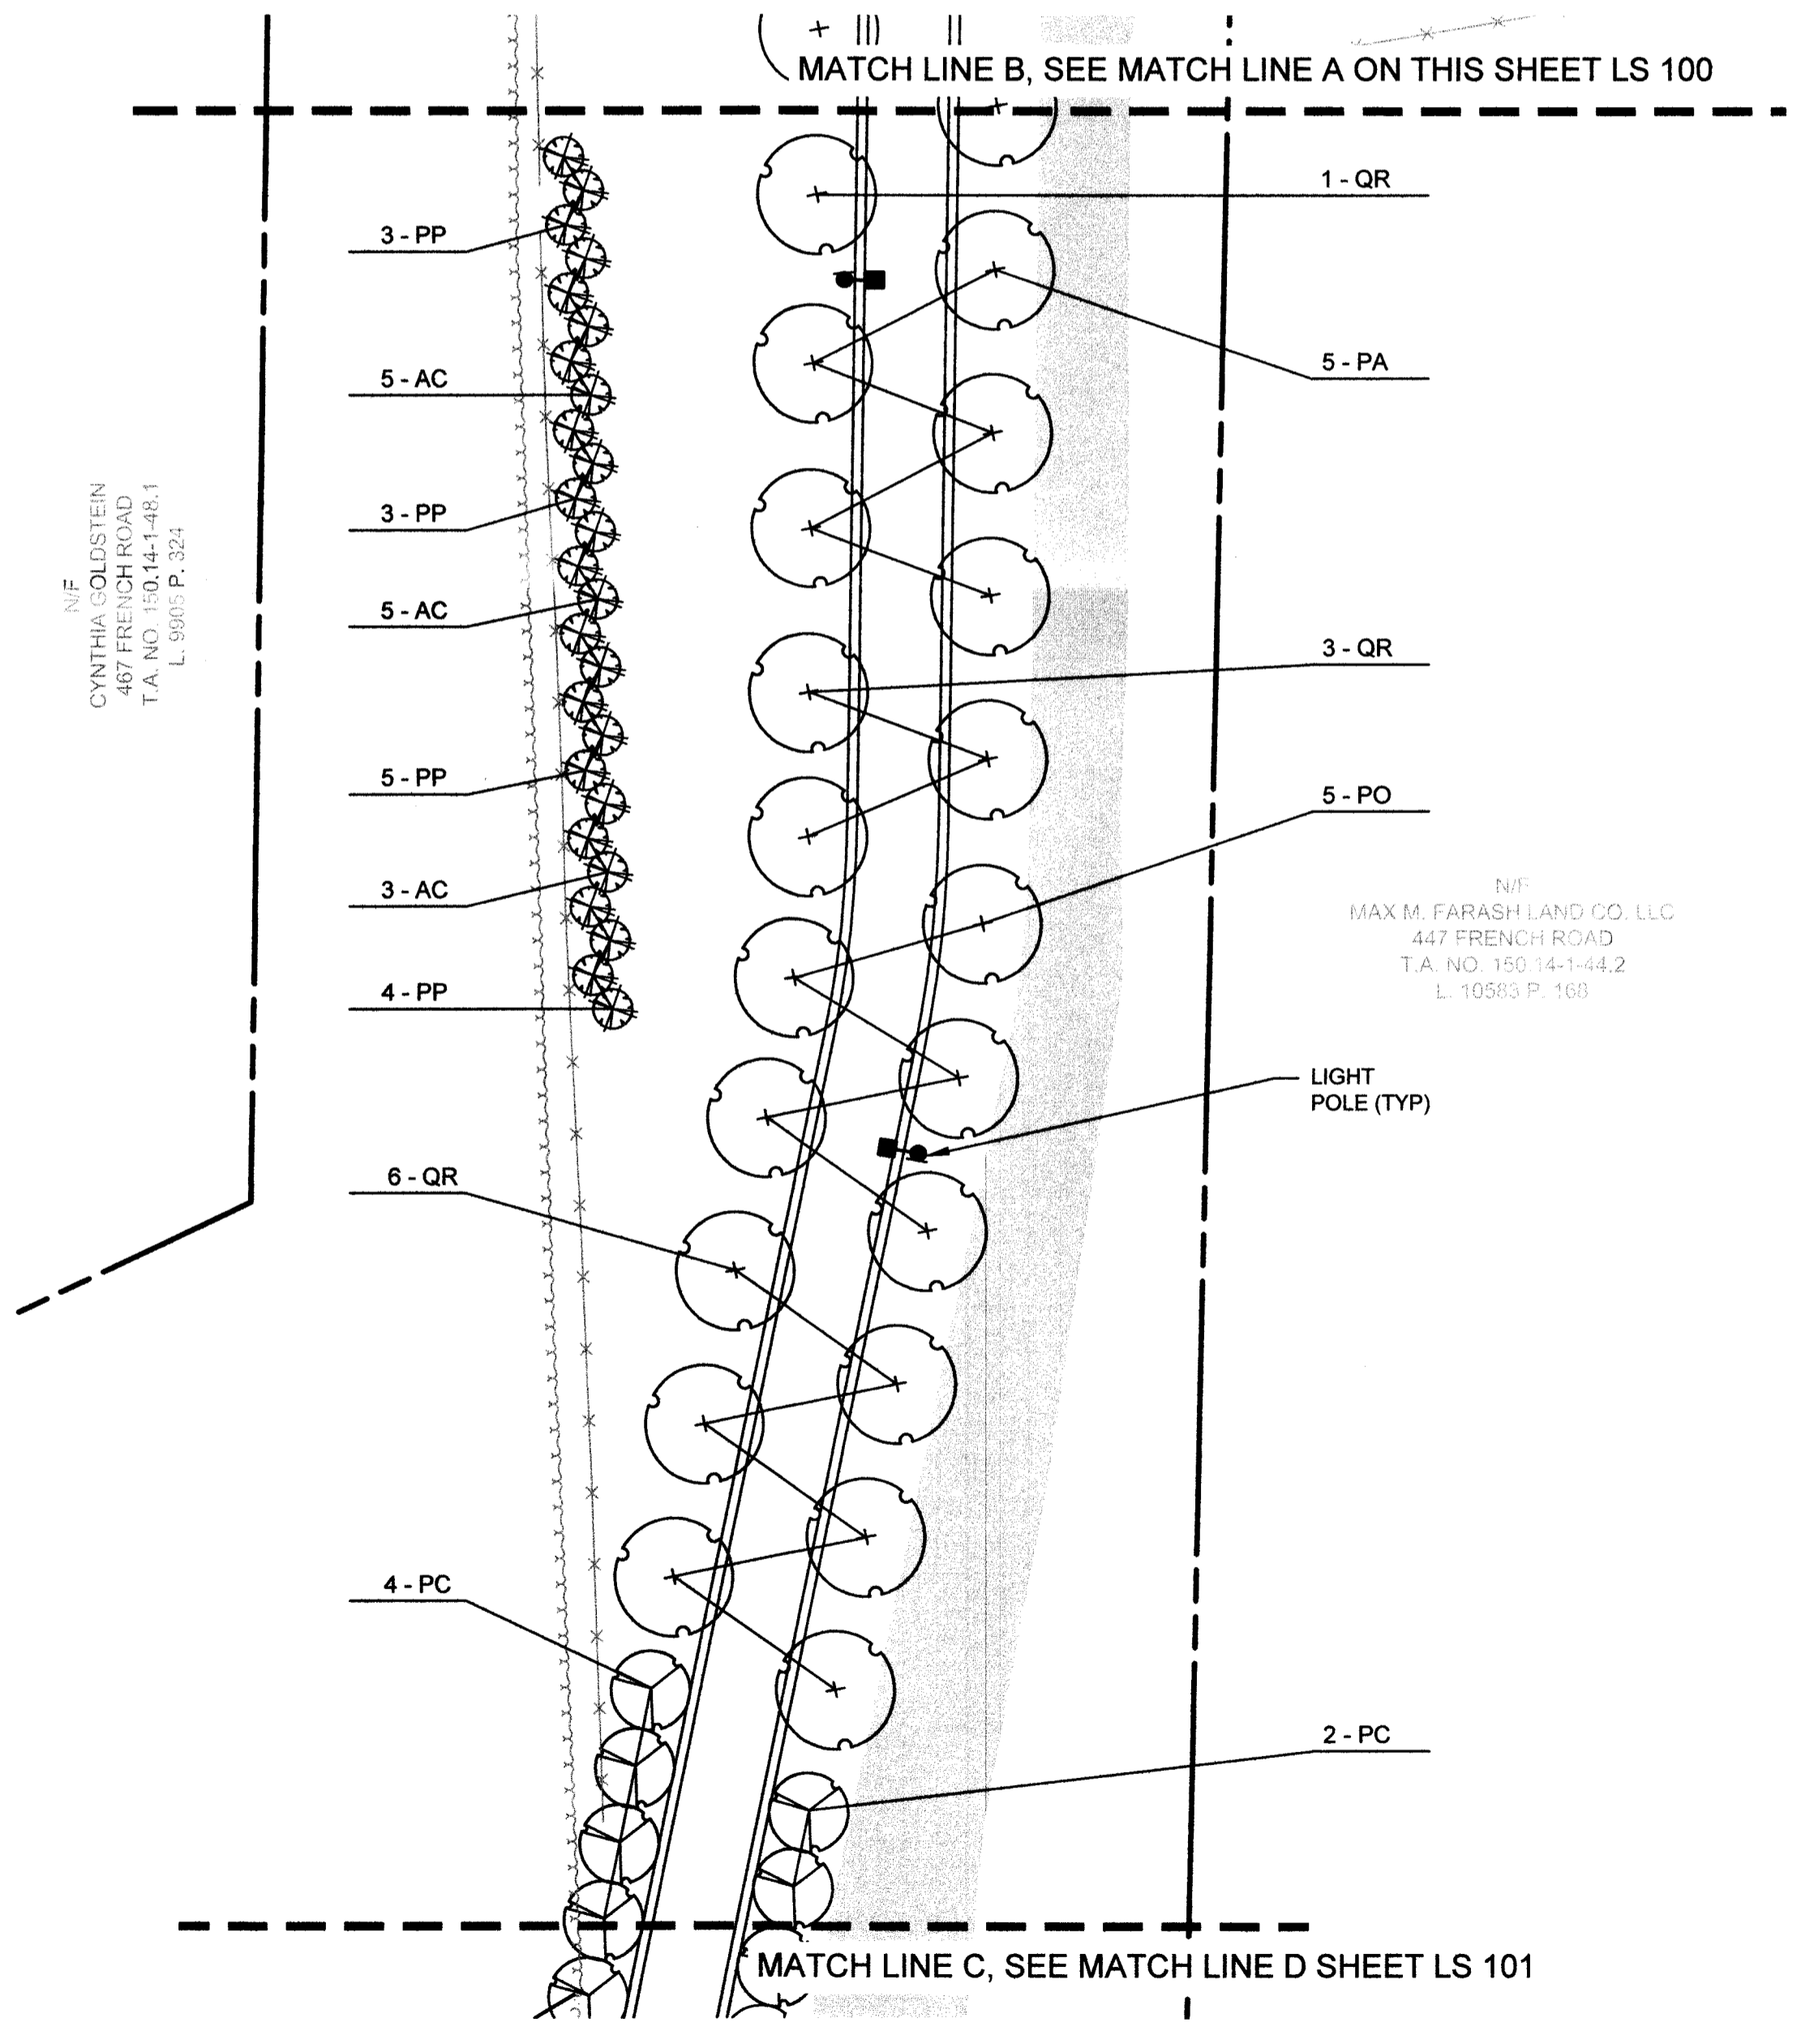 MATCH LINE B, SEE MATCH LINE A ON THIS SHEET LS 100
1 - QR
3 - PP
5 - PA
5 - AC
N/F
CYNTHIA GOLDSTEIN
467 FRENCH ROAD
T.A. NO. 150.14-1-48.1
L. 9905 P. 324
3 - PP
5 - AC
3 - QR
5 - PP
5 - PO
3 - AC
N/F
MAX M. FARASH LAND CO. LLC
447 FRENCH ROAD
T.A. NO. 150.14-1-44.2
L. 10583 P. 168
4 - PP
LIGHT
POLE (TYP)
6 - QR
4 - PC
2 - PC
MATCH LINE C, SEE MATCH LINE D SHEET LS 101